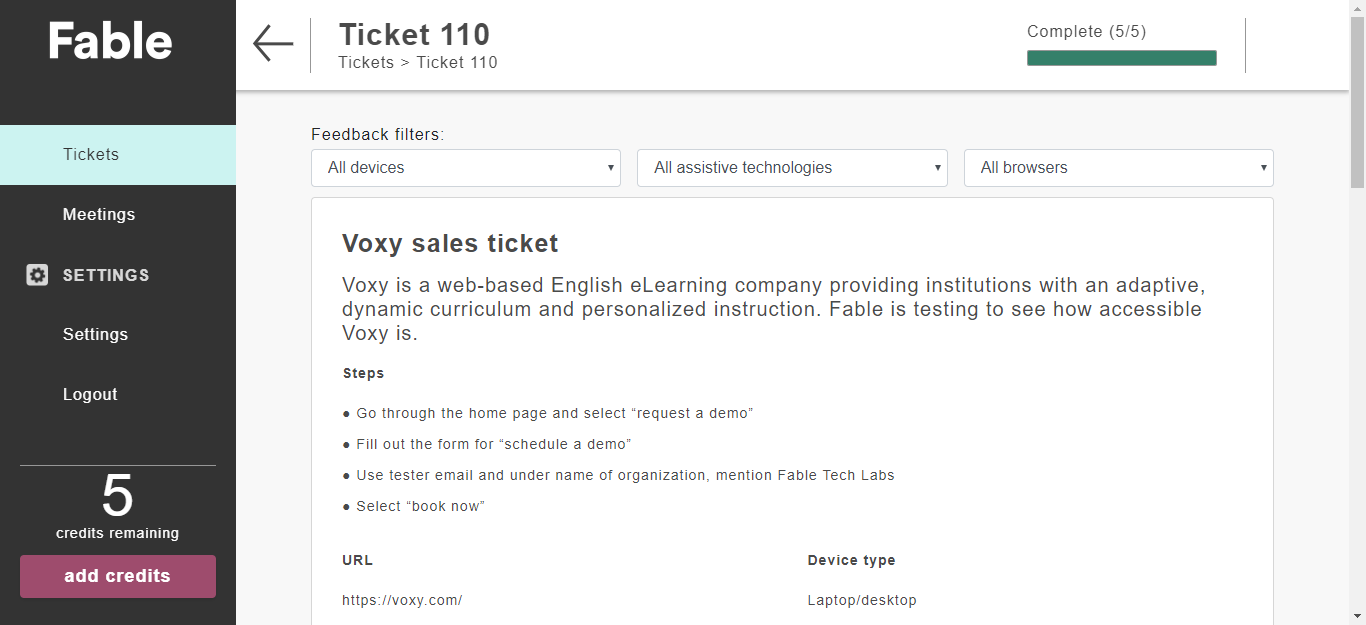 Fable
Tickets
Meetings
SETTINGS
Settings
Logout
5
credits remaining
add credits
Ticket 110
Tickets > Ticket 110
Complete (5/5)
Feedback filters:
All devices
All assistive technologies
All browsers
Voxy sales ticket
Voxy is a web-based English eLearning company providing institutions with an adaptive,
dynamic curriculum and personalized instruction. Fable is testing to see how accessible
Voxy is.
Steps
● Go through the home page and select “request a demo”
● Fill out the form for “schedule a demo”
● Use tester email and under name of organization, mention Fable Tech Labs
● Select “book now”
URL
https://voxy.com/
Device type
Laptop/desktop